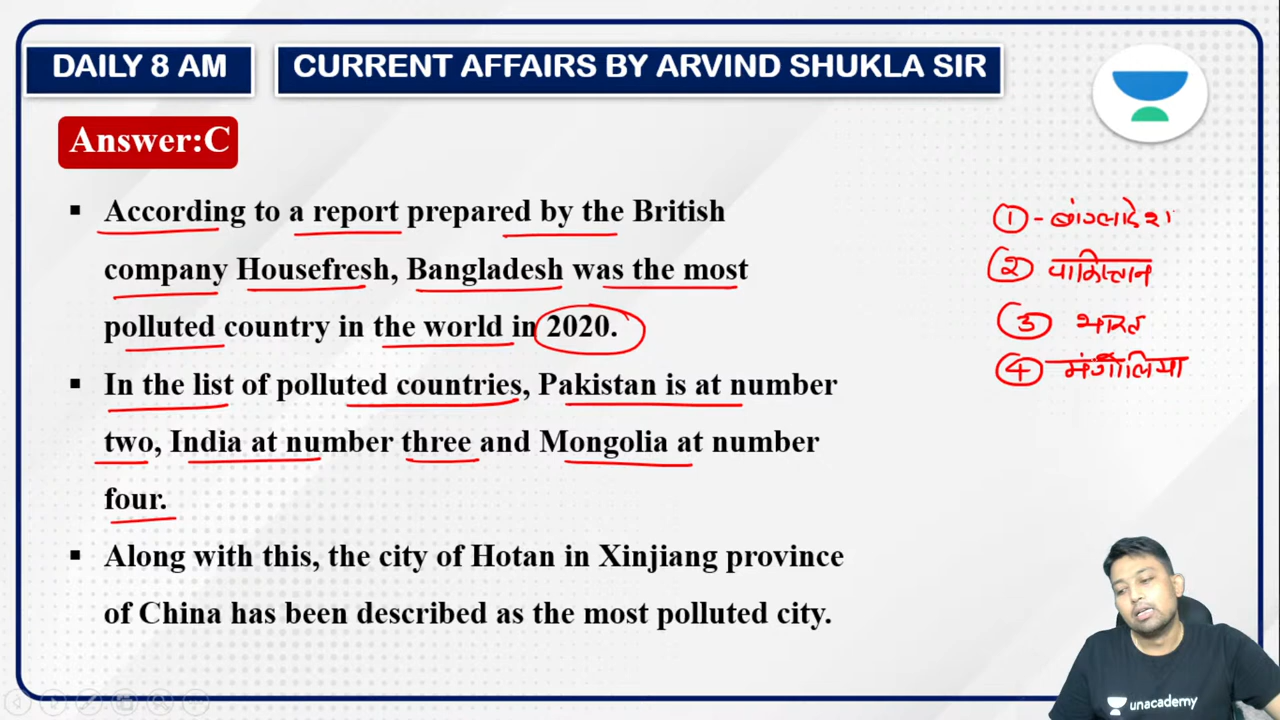 DAILY 8 AM
CURRENT AFFAIRS BY ARVIND SHUKLA SIR
Answer:C
▪ According to a report prepared by the British
company Housefresh, Bangladesh was the most
polluted country in the world in 2020.
▪ In the list of polluted countries, Pakistan is at number
two, India at number three and Mongolia at number
four.
▪ Along with this, the city of Hotan in Xinjiang province
of China has been described as the most polluted city.
① - बांग्लादेश
② पाकिस्तान
③ भारत
④ मंगोलिया
unacademy